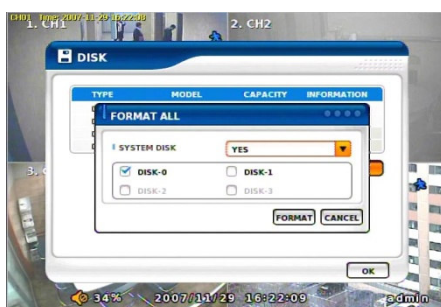 CH01 Time: 2007-11-29 16:22:08
1. CH1
2. CH2
DISK
TYPE MODEL CAPACITY INFORMATION
FORMAT ALL
SYSTEM DISK YES
DISK-0 DISK-1
DISK-2 DISK-3
FORMAT CANCEL
3.
OK
34% 2007/11/29 16:22:09 admin